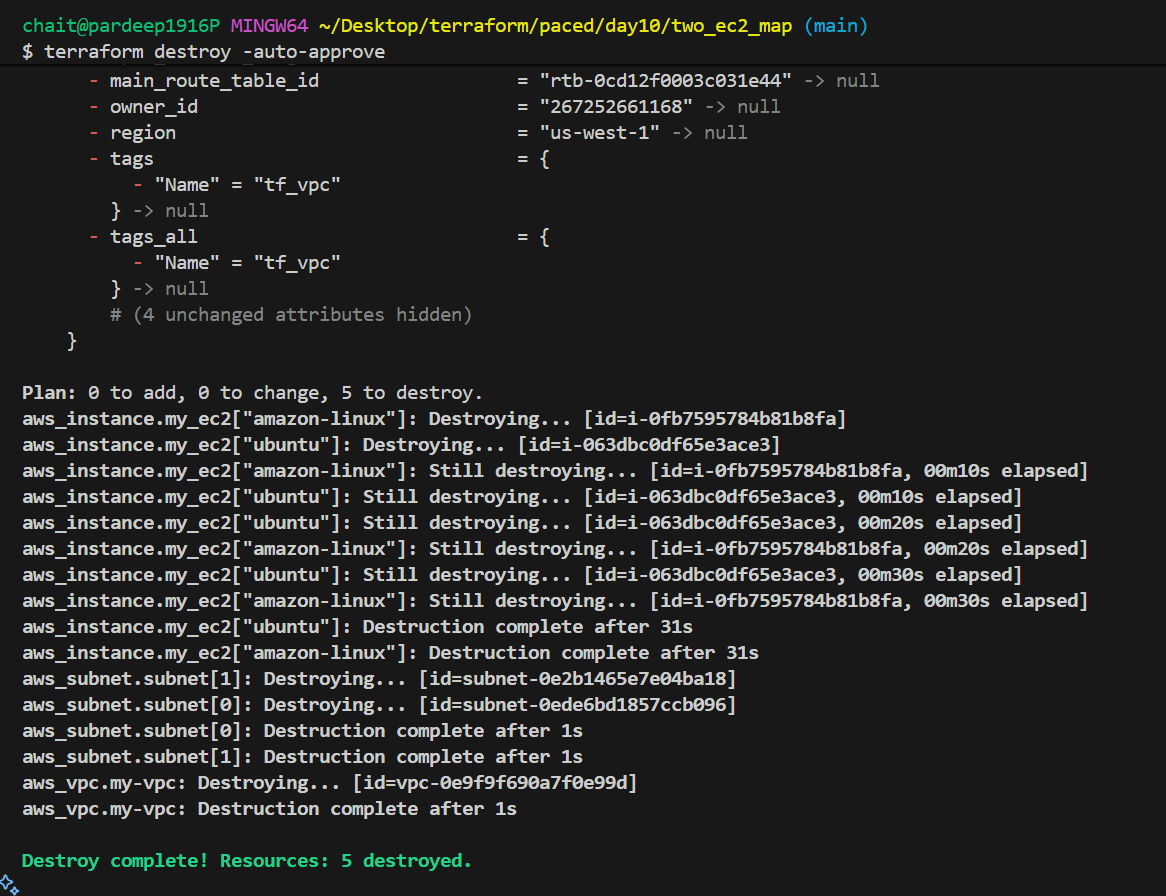 chait@pardeep1916P MINGW64 ~/Desktop/terraform/paced/day10/two_ec2_map (main)
$ terraform destroy -auto-approve
- main_route_table_id = "rtb-0cd12f0003c031e44" -> null
- owner_id = "267252661168" -> null
- region = "us-west-1" -> null
- tags = {
- "Name" = "tf_vpc"
} -> null
- tags_all = {
- "Name" = "tf_vpc"
} -> null
# (4 unchanged attributes hidden)
}
Plan: 0 to add, 0 to change, 5 to destroy.
aws_instance.my_ec2["amazon-linux"]: Destroying... [id=i-0fb7595784b81b8fa]
aws_instance.my_ec2["ubuntu"]: Destroying... [id=i-063dbc0df65e3ace3]
aws_instance.my_ec2["amazon-linux"]: Still destroying... [id=i-0fb7595784b81b8fa, 00m10s elapsed]
aws_instance.my_ec2["ubuntu"]: Still destroying... [id=i-063dbc0df65e3ace3, 00m10s elapsed]
aws_instance.my_ec2["ubuntu"]: Still destroying... [id=i-063dbc0df65e3ace3, 00m20s elapsed]
aws_instance.my_ec2["amazon-linux"]: Still destroying... [id=i-0fb7595784b81b8fa, 00m20s elapsed]
aws_instance.my_ec2["ubuntu"]: Still destroying... [id=i-063dbc0df65e3ace3, 00m30s elapsed]
aws_instance.my_ec2["amazon-linux"]: Still destroying... [id=i-0fb7595784b81b8fa, 00m30s elapsed]
aws_instance.my_ec2["ubuntu"]: Destruction complete after 31s
aws_instance.my_ec2["amazon-linux"]: Destruction complete after 31s
aws_subnet.subnet[1]: Destroying... [id=subnet-0e2b1465e7e04ba18]
aws_subnet.subnet[0]: Destroying... [id=subnet-0ede6bd1857ccb096]
aws_subnet.subnet[0]: Destruction complete after 1s
aws_subnet.subnet[1]: Destruction complete after 1s
aws_vpc.my-vpc: Destroying... [id=vpc-0e9f9f690a7f0e99d]
aws_vpc.my-vpc: Destruction complete after 1s
Destroy complete! Resources: 5 destroyed.